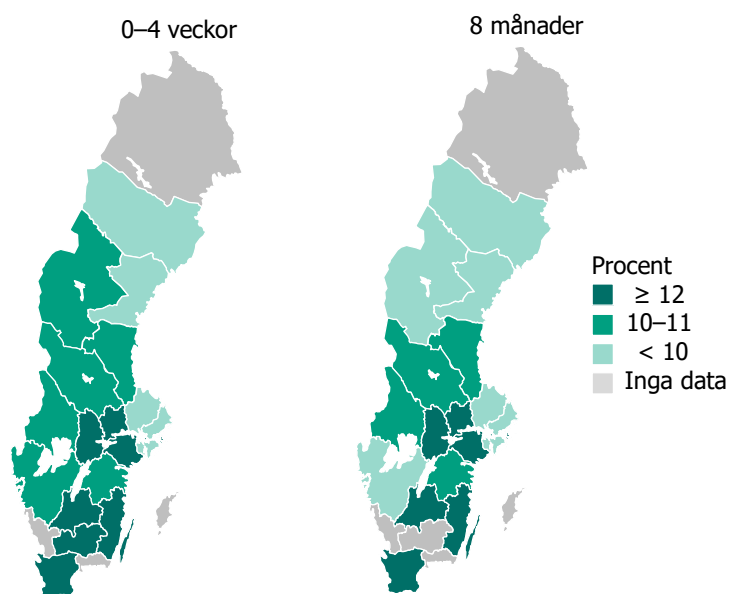 0–4 veckor
8 månader
Procent
≥ 12
10–11
< 10
Inga data